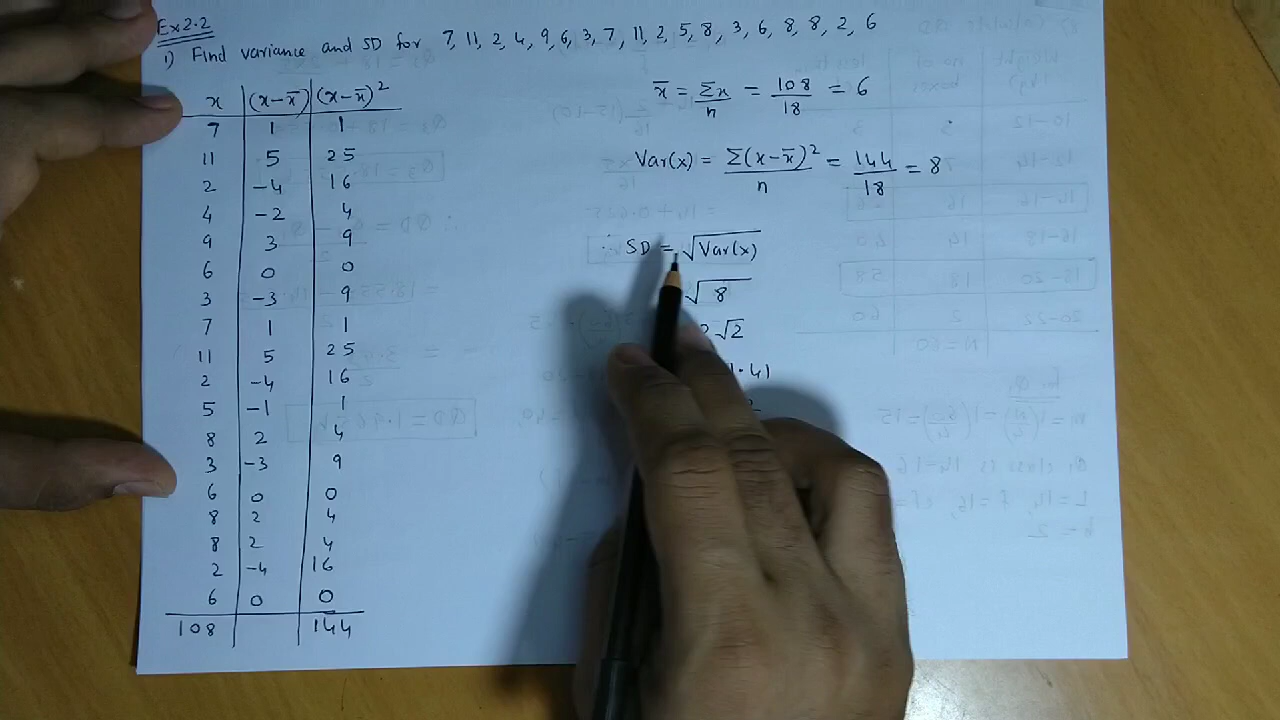 Ex 2.2
1) Find variance and SD for 7, 11, 2, 4, 9, 6, 3, 7, 11, 2, 5, 8, 3, 6, 8, 8, 2, 6
x (x-x̄) (x-x̄)²
7 1 1
11 5 25
2 -4 16
4 -2 4
9 3 9
6 0 0
3 -3 9
7 1 1
11 5 25
2 -4 16
5 -1 1
8 2 4
3 -3 9
6 0 0
8 2 4
8 2 4
2 -4 16
6 0 0
108 144
x̄ = Σx/n = 108/18 = 6
Var(x) = Σ(x-x̄)²/n = 144/18 = 8
∴ SD = √Var(x)
√8
2√2
1.41)